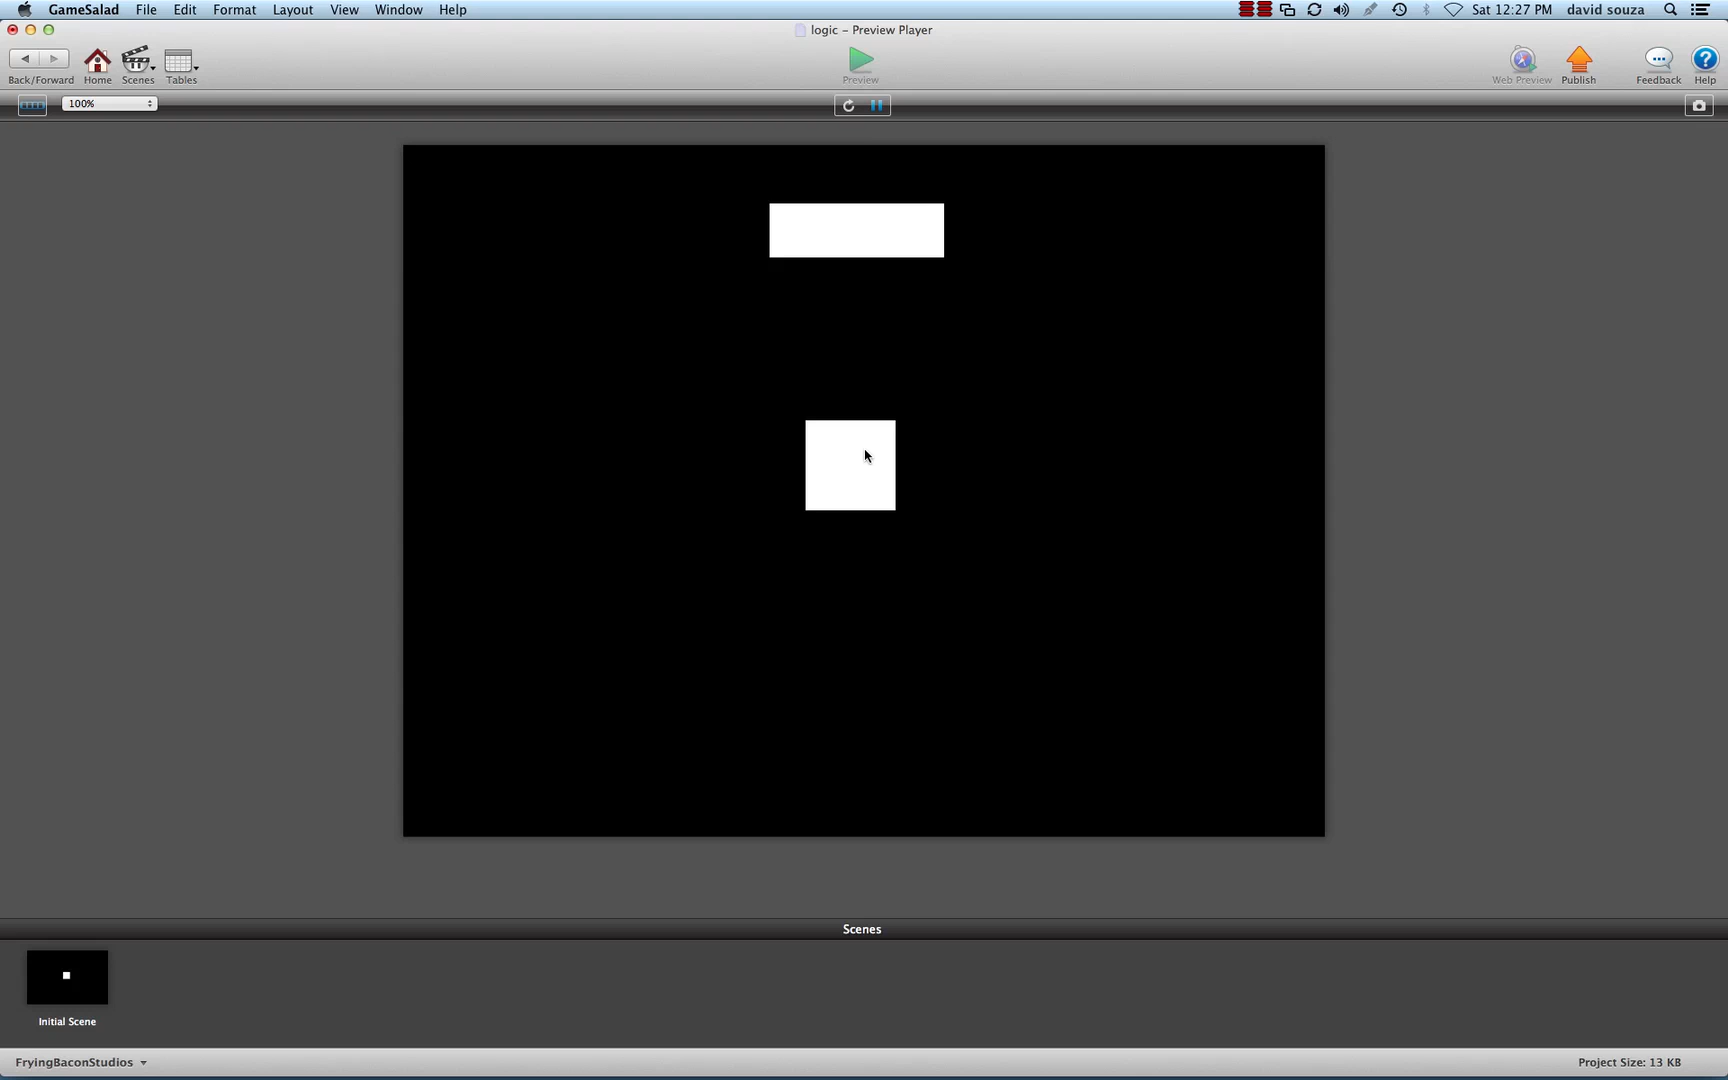 GameSalad File Edit Format Layout View Window Help Sat 12:27 PM david souza
logic – Preview Player
Back/Forward Home Scenes Tables Preview Web Preview Publish Feedback Help
100%
Scenes
Initial Scene
FryingBaconStudios Project Size: 13 KB